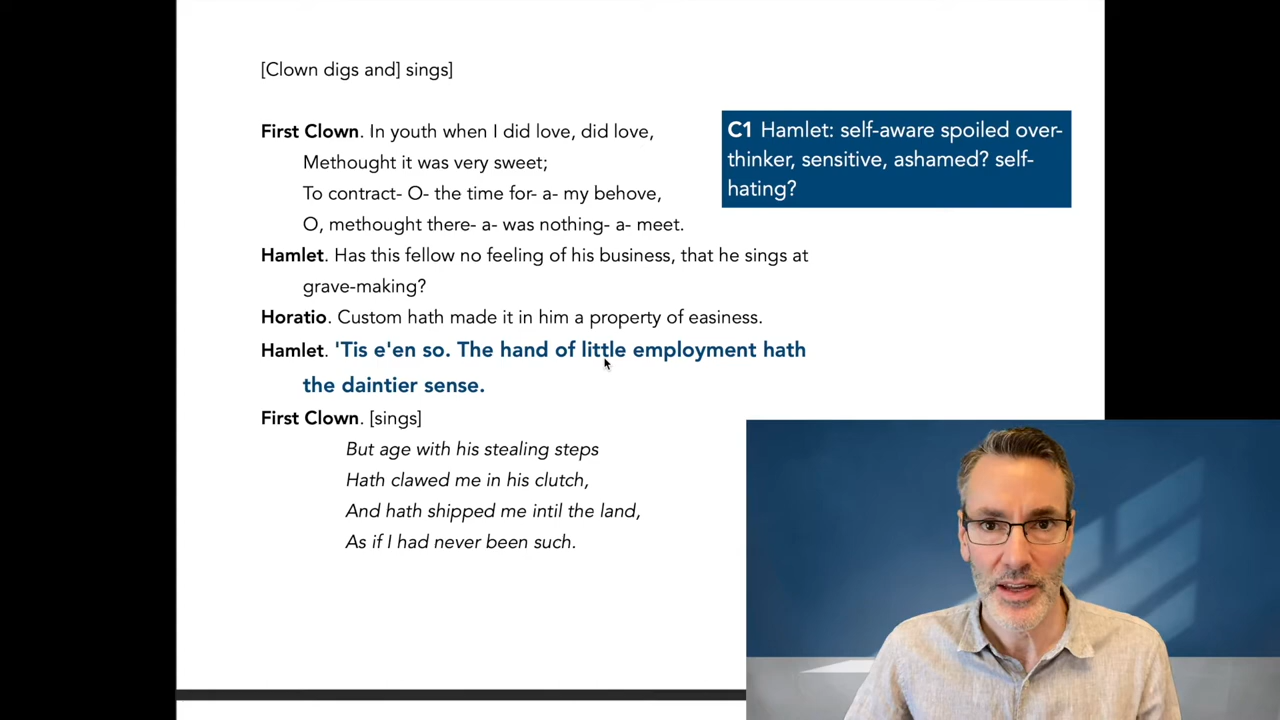 [Clown digs and] sings]
First Clown. In youth when I did love, did love,
Methought it was very sweet;
To contract- O- the time for- a- my behove,
O, methought there- a- was nothing- a- meet.
C1 Hamlet: self-aware spoiled over-
thinker, sensitive, ashamed? self-
hating?
Hamlet. Has this fellow no feeling of his business, that he sings at
grave-making?
Horatio. Custom hath made it in him a property of easiness.
Hamlet. 'Tis e'en so. The hand of little employment hath
the daintier sense.
First Clown. [sings]
But age with his stealing steps
Hath clawed me in his clutch,
And hath shipped me intil the land,
As if I had never been such.